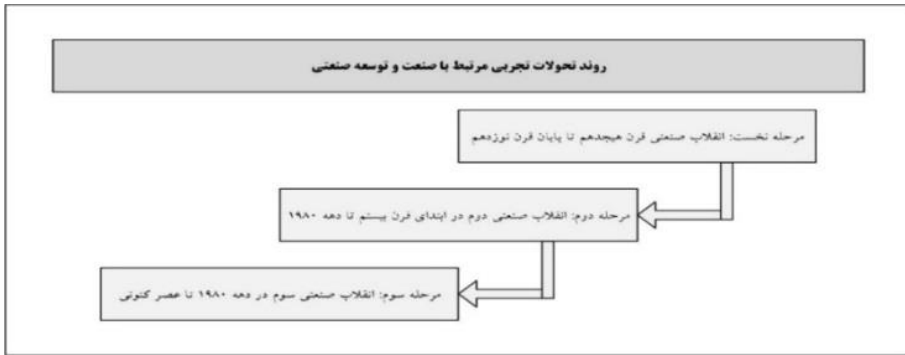 روند تحولات تجربی مرتبط با صنعت و توسعه صنعتی
مرحله نخست: انقلاب صنعتی قرن هیجدهم تا پایان قرن نوزدهم
مرحله دوم: انقلاب صنعتی دوم در ابتدای قرن بیستم تا دهه ۱۹۸۰
مرحله سوم: انقلاب صنعتی سوم در دهه ۱۹۸۰ تا عصر کنونی